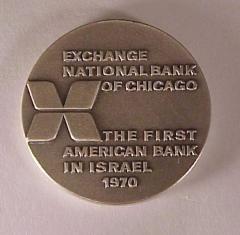 EXCHANGE
NATIONAL BANK
OF CHICAGO
THE FIRST
AMERICAN BANK
IN ISRAEL
1970